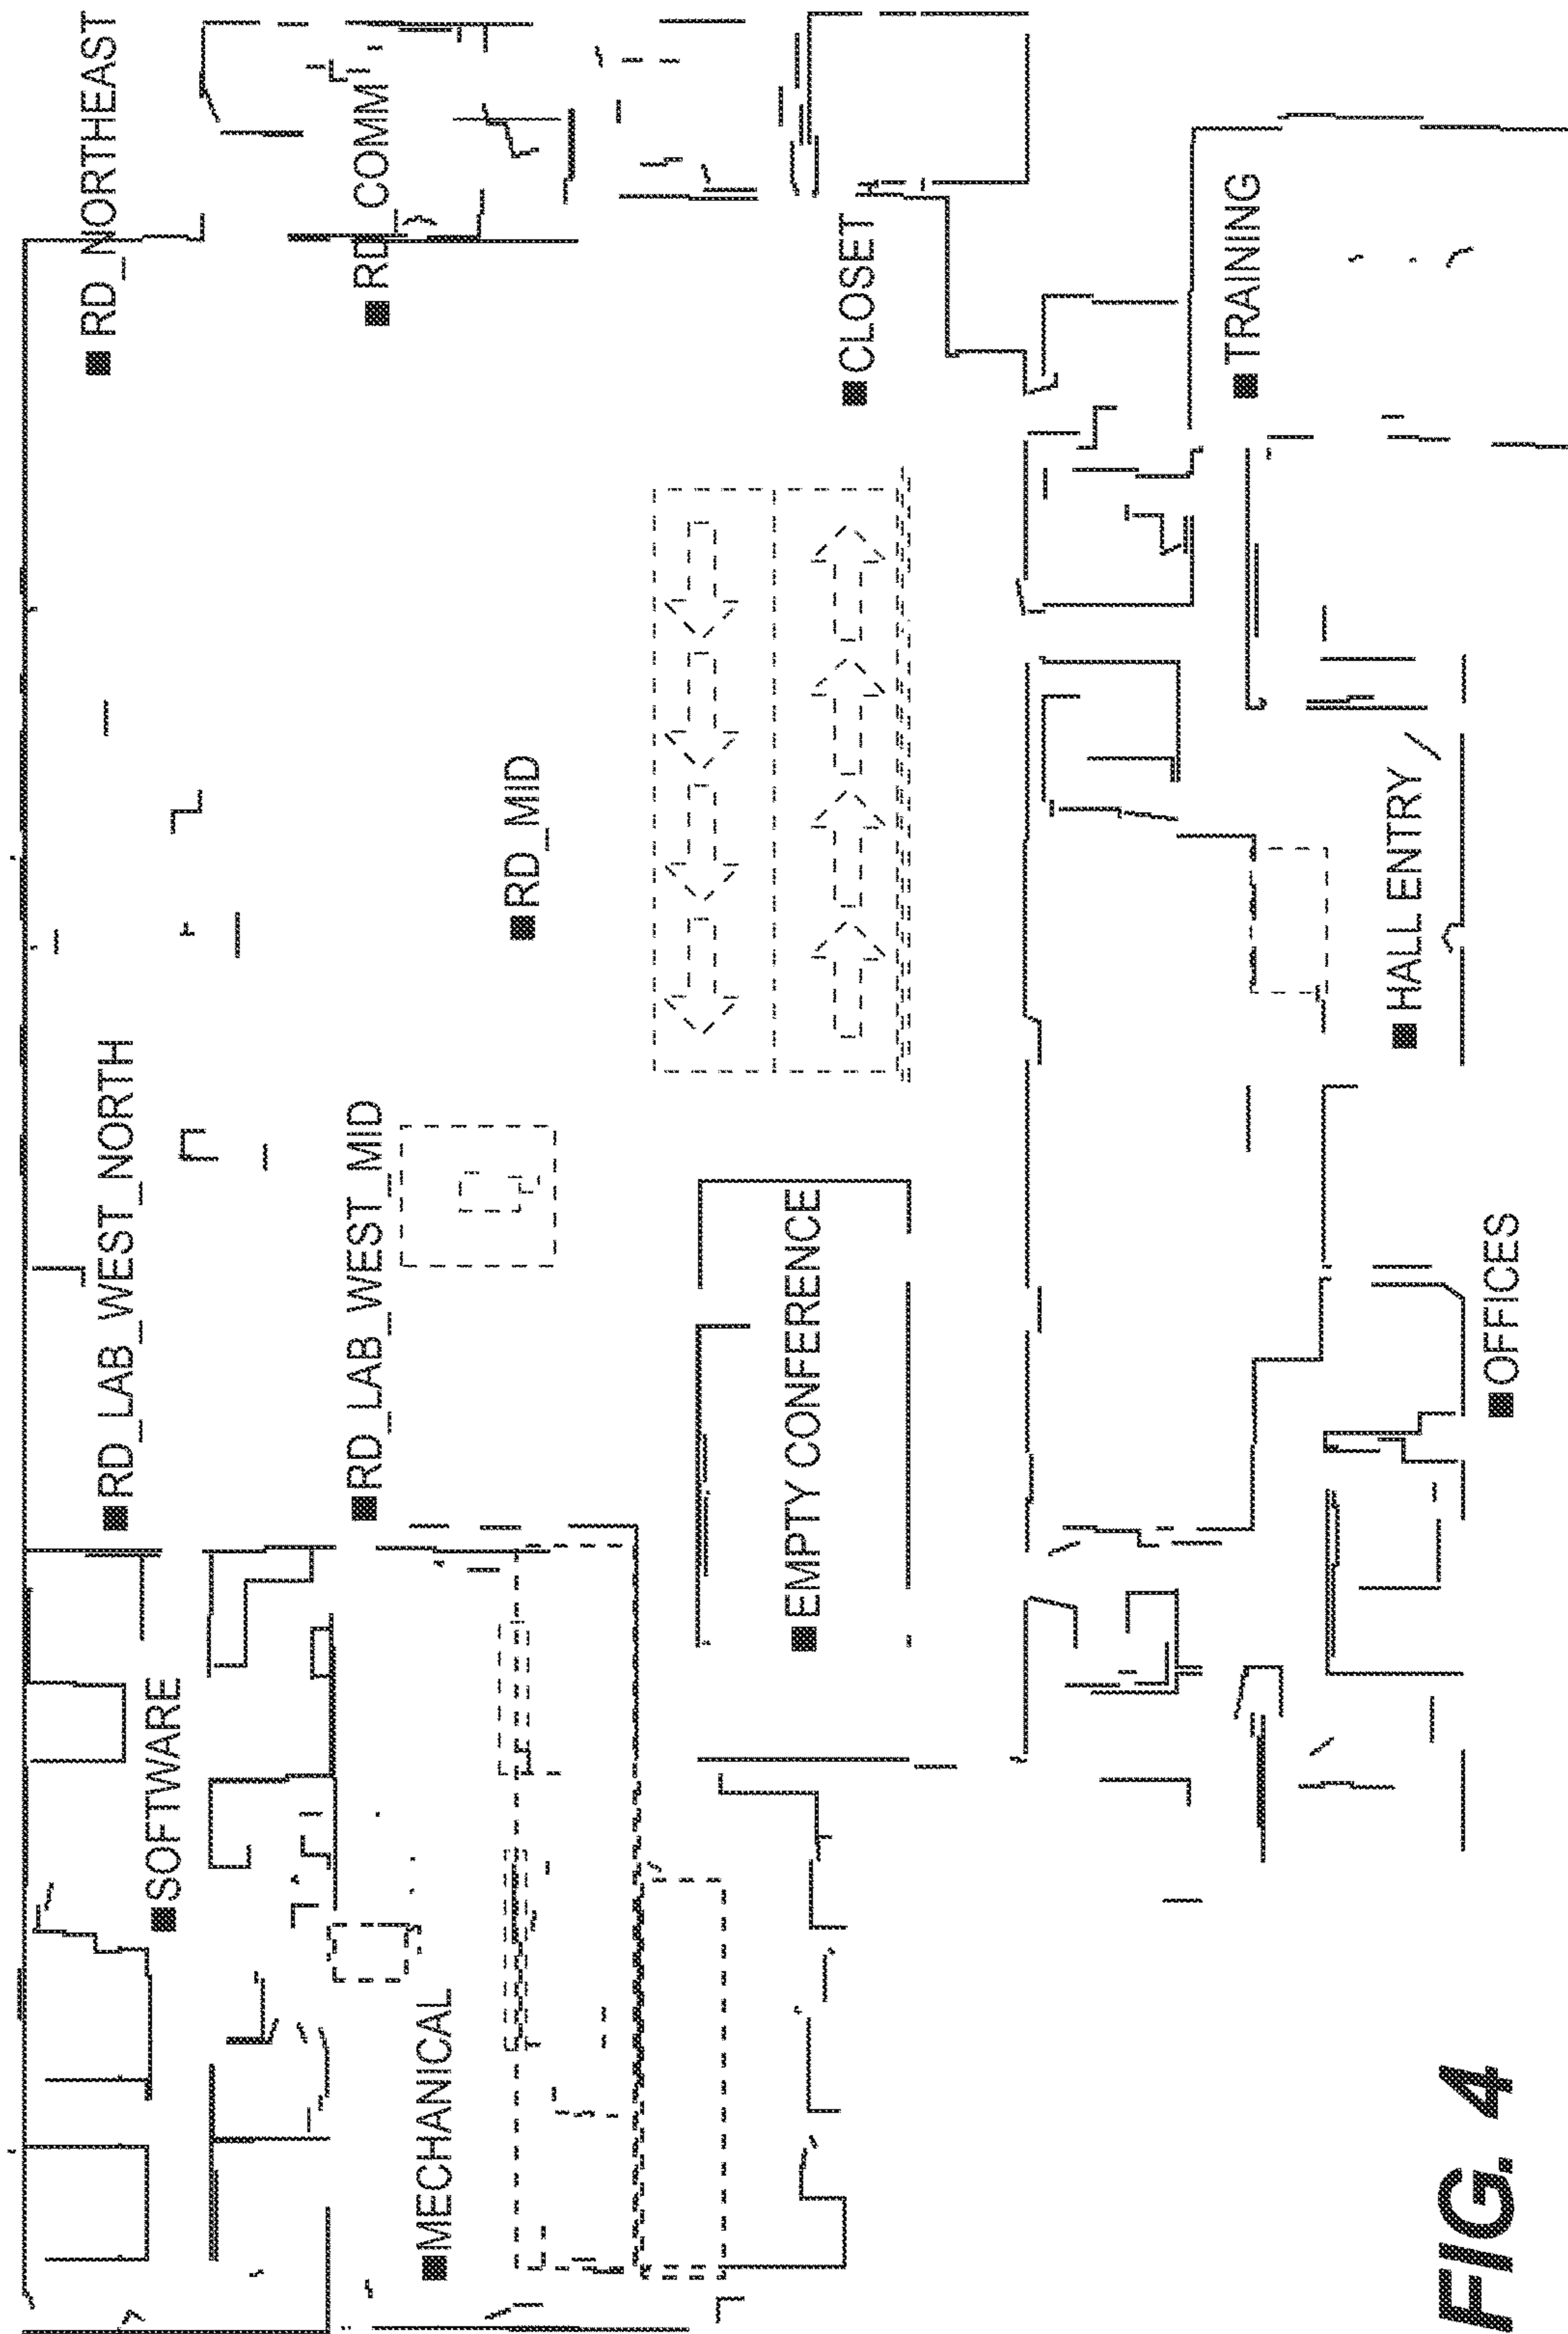 RD_NORTHEAST
RD_LAB_WEST_NORTH
SOFTWARE
RD_COMM
RD_LAB_WEST_MID
MECHANICAL
RD_MID
EMPTY CONFERENCE
CLOSET
TRAINING
HALL ENTRY
OFFICES
FIG. 4